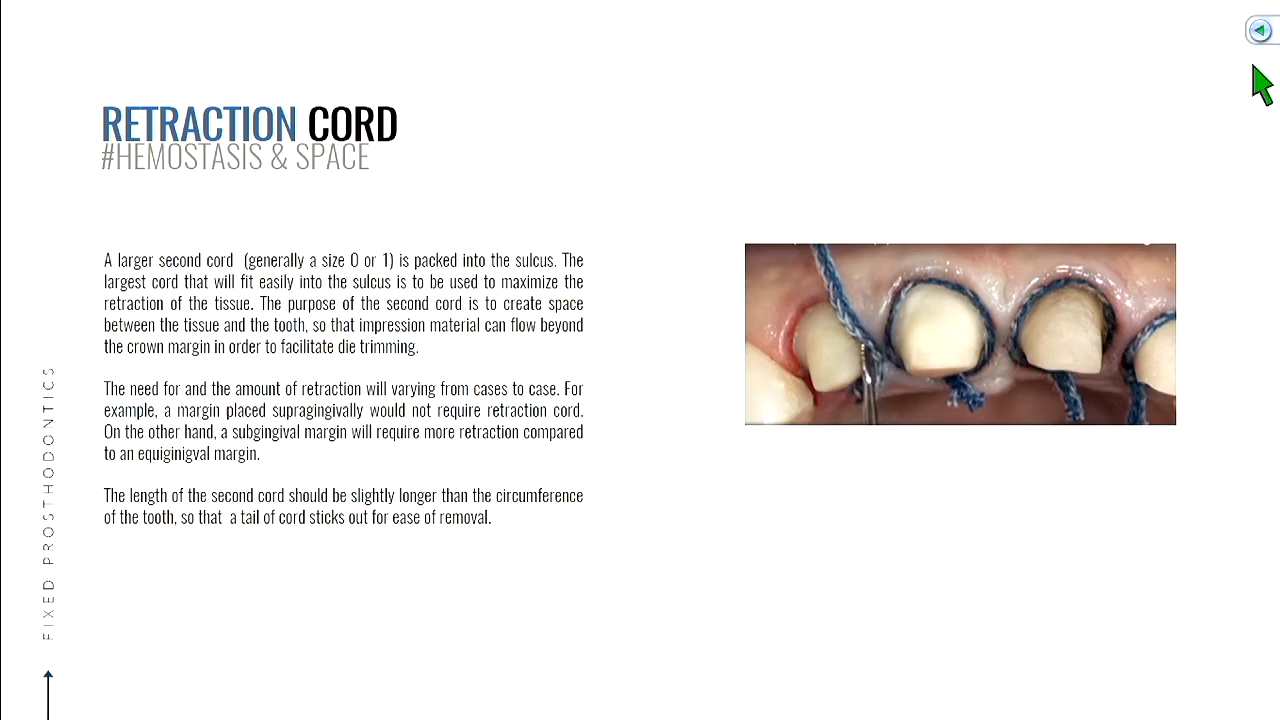 RETRACTION CORD
#HEMOSTASIS & SPACE
A larger second cord (generally a size 0 or 1) is packed into the sulcus. The
largest cord that will fit easily into the sulcus is to be used to maximize the
retraction of the tissue. The purpose of the second cord is to create space
between the tissue and the tooth, so that impression material can flow beyond
the crown margin in order to facilitate die trimming.
The need for and the amount of retraction will varying from cases to case. For
example, a margin placed supragingivally would not require retraction cord.
On the other hand, a subgingival margin will require more retraction compared
to an equiginigval margin.
The length of the second cord should be slightly longer than the circumference
of the tooth, so that a tail of cord sticks out for ease of removal.
FIXED PROSTHODONTICS